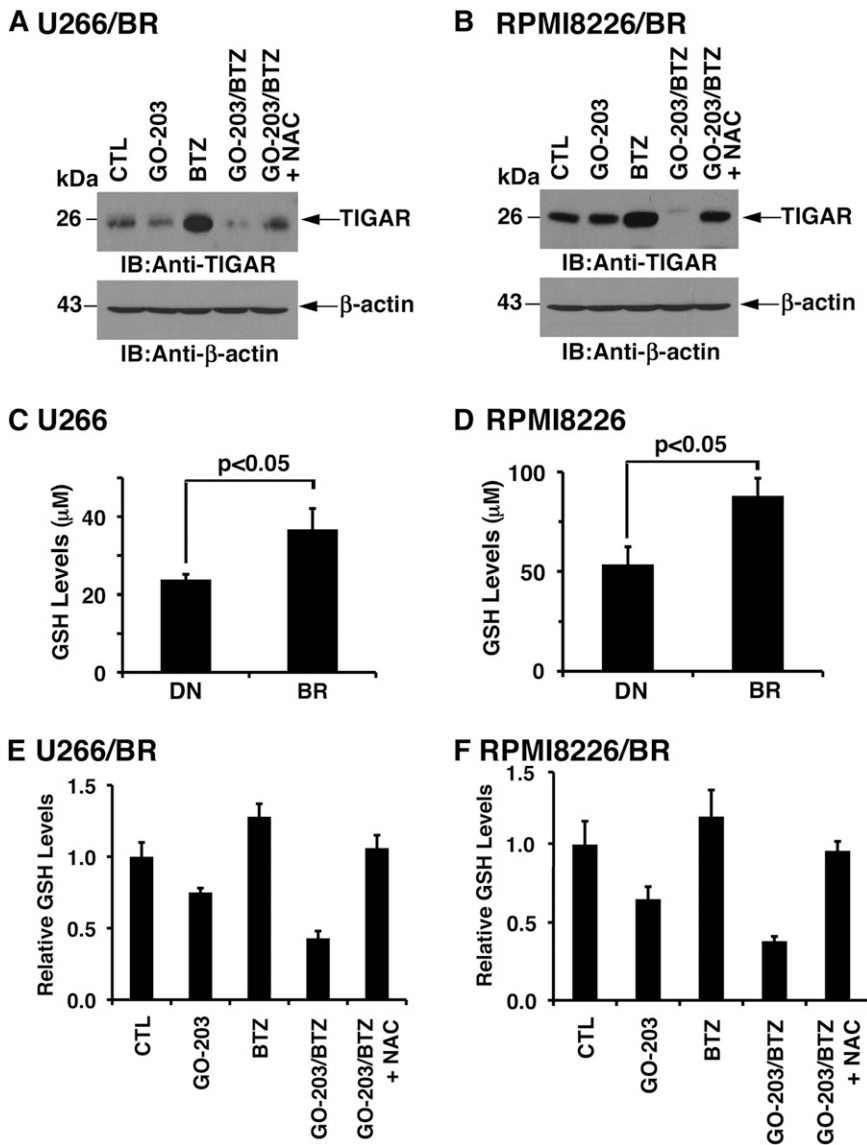 A U266/BR
kDa
CTL
GO-203
BTZ
GO-203/BTZ
GO-203/BTZ
+ NAC
26
TIGAR
IB:Anti-TIGAR
43
β-actin
IB:Anti-β-actin
B RPMI8226/BR
kDa
CTL
GO-203
BTZ
GO-203/BTZ
GO-203/BTZ
+ NAC
26
TIGAR
IB:Anti-TIGAR
43
β-actin
IB:Anti-β-actin
C U266
p<0.05
GSH Levels (μM)
40
20
0
DN
BR
D RPMI8226
p<0.05
GSH Levels (μM)
100
50
0
DN
BR
E U266/BR
Relative GSH Levels
1.5
1.0
0.5
0.0
CTL
GO-203
BTZ
GO-203/BTZ
GO-203/BTZ
+ NAC
F RPMI8226/BR
Relative GSH Levels
1.5
1.0
0.5
0.0
CTL
GO-203
BTZ
GO-203/BTZ
GO-203/BTZ
+ NAC